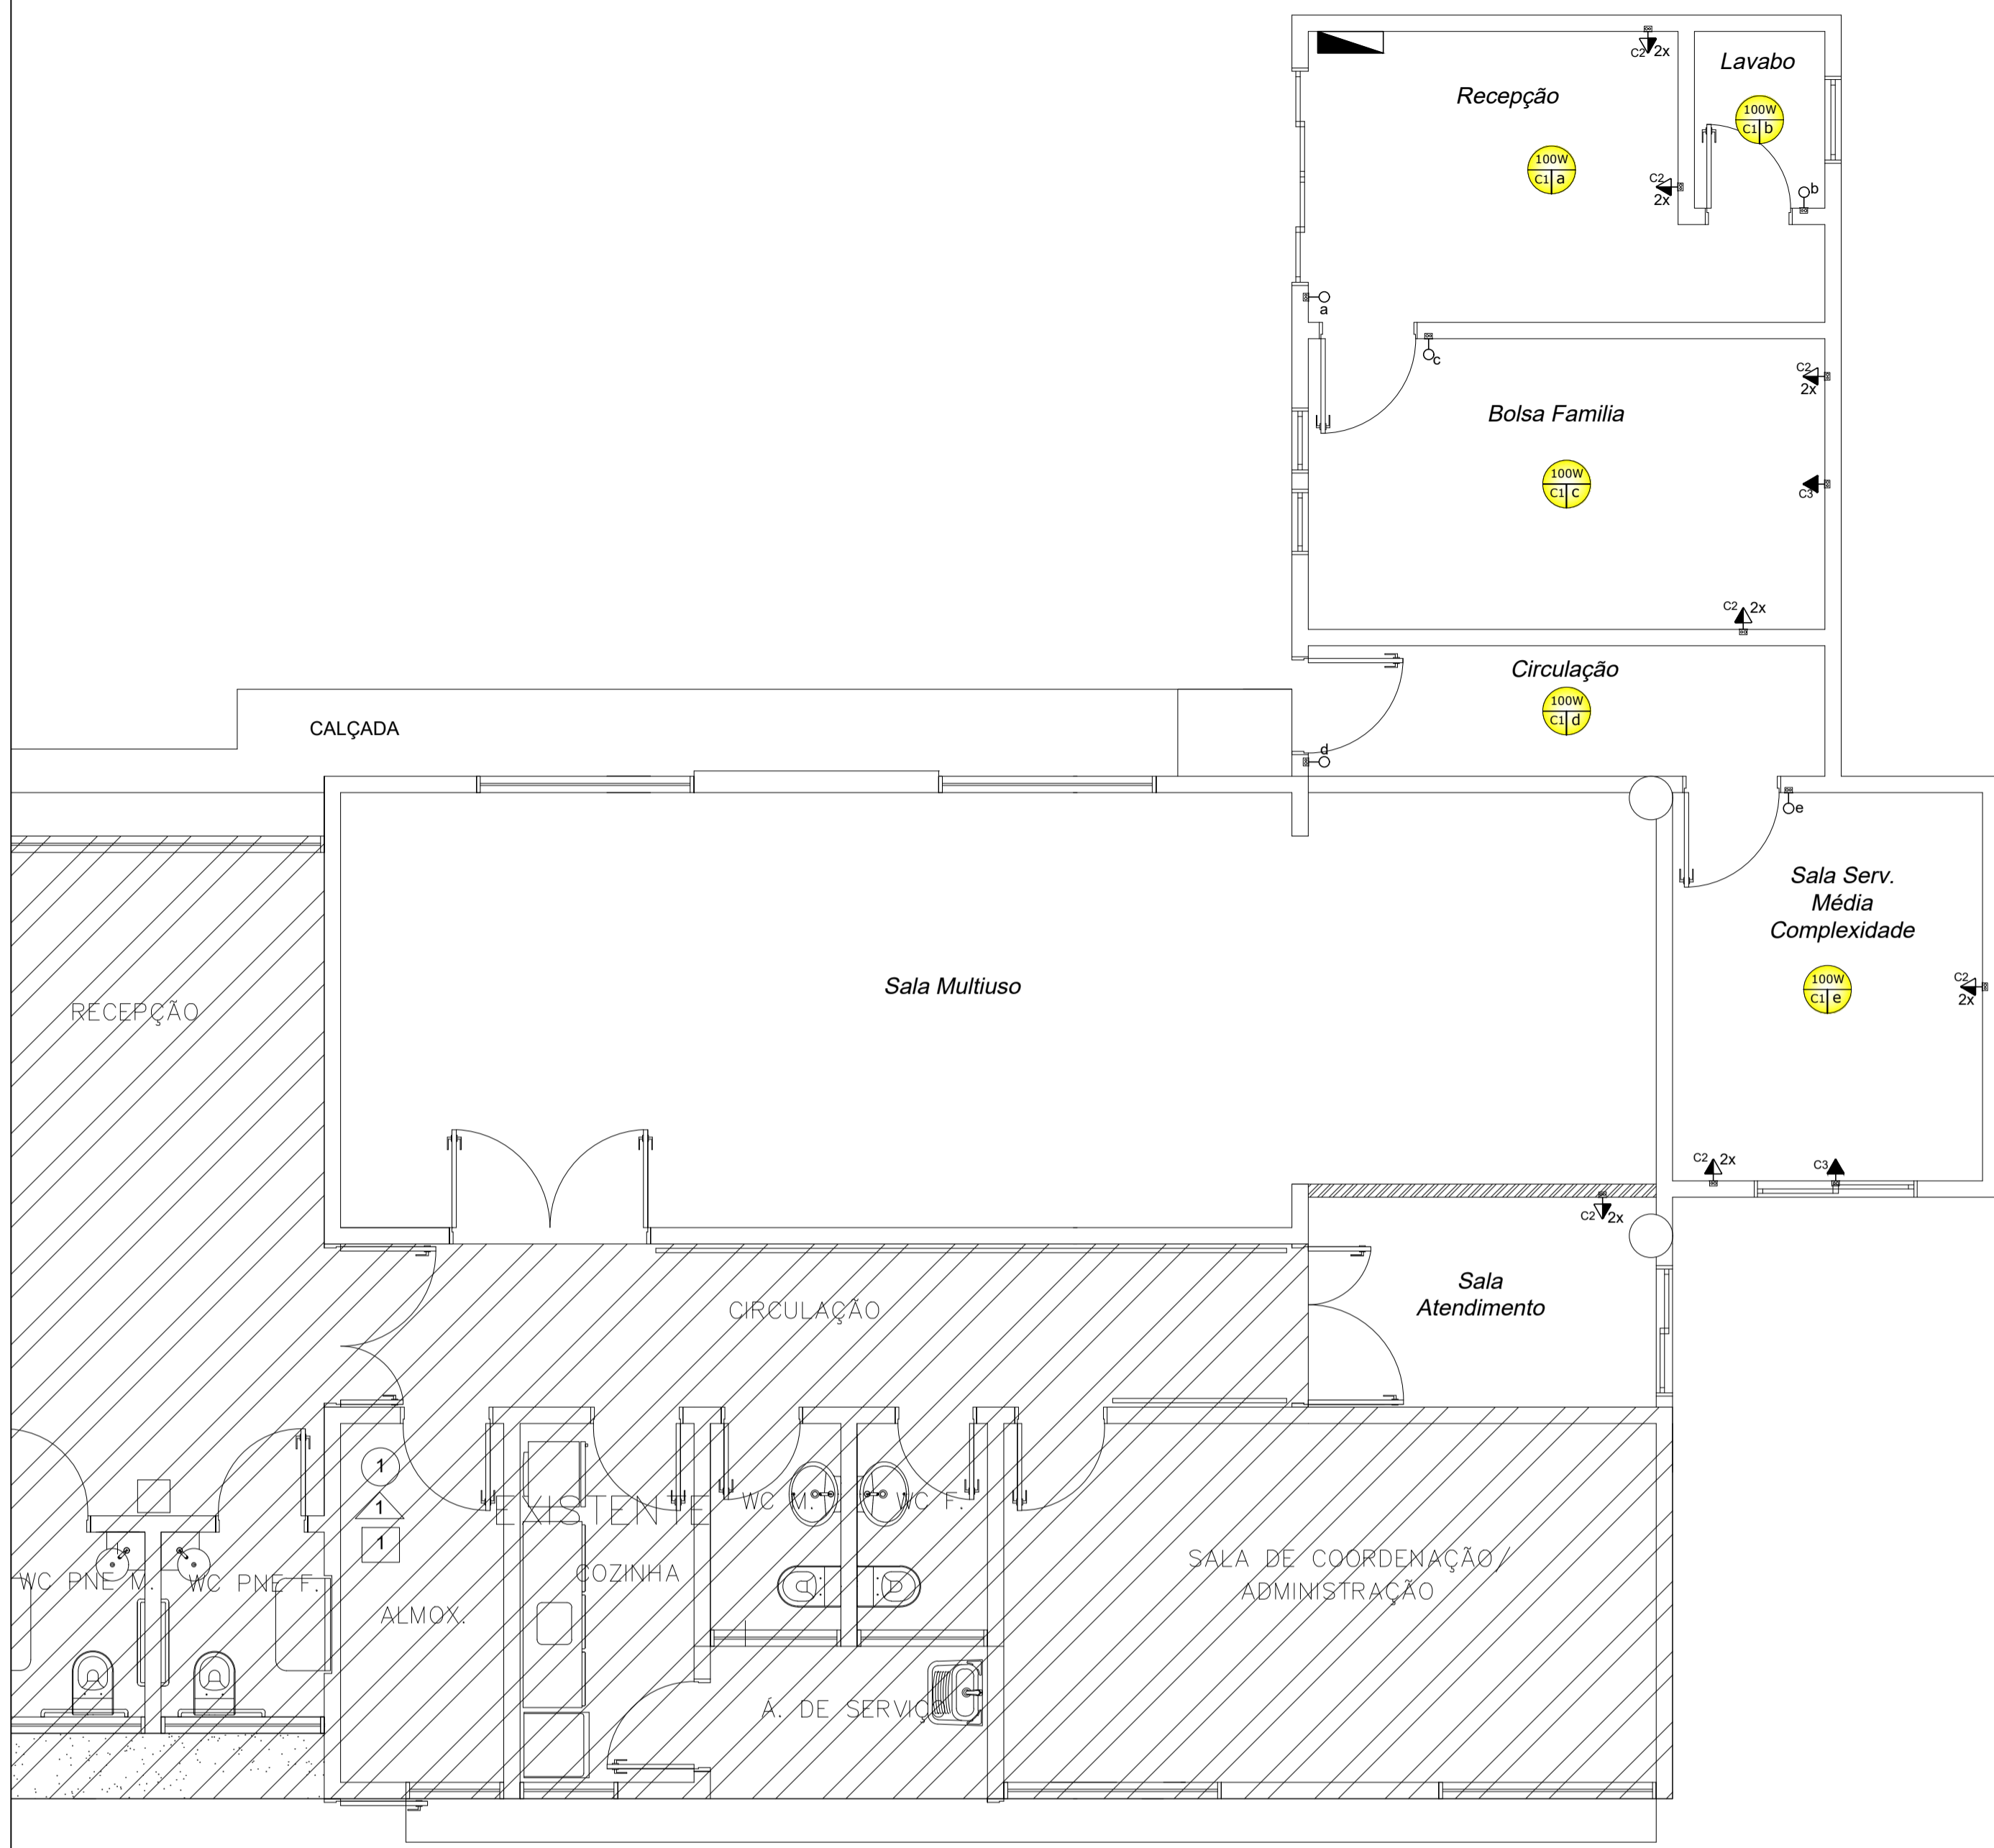 C2 2x
Lavabo
Recepção
100W
C1 b
100W
C1 a
C2
2x
b
a
c
C2
2x
Bolsa Familia
100W
C1 c
C3
C2 2x
Circulação
100W
C1 d
CALÇADA
d
e
Sala Serv.
Média
Complexidade
Sala Multiuso
100W
C1 e
C2
2x
RECEPÇÃO
C2 2x
C3
C2 2x
Sala
Atendimento
CIRCULAÇÃO
1
1
1
EXISTENTE
WC M.
WC F.
SALA DE COORDENAÇÃO/
ADMINISTRAÇÃO
COZINHA
WC PNE M.
WC PNE F.
ALMOX.
Á. DE SERVIÇO